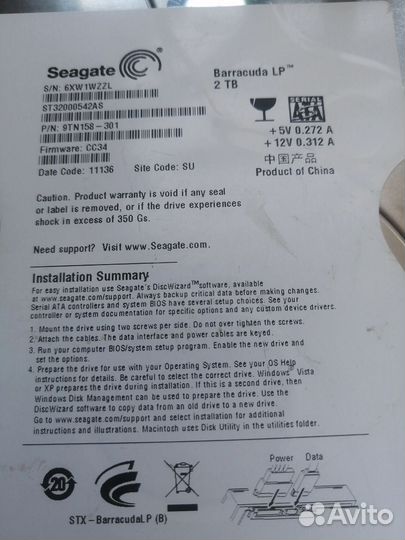 Seagate
Barracuda LP™
2 TB
S/N: 6XW1WZZL
ST32000542AS
P/N: 9TN158-301
Firmware: CC34
Date Code: 11136 Site Code: SU
SERIAL ATA
+5V 0.272 A
+12V 0.312 A
中国产品
Product of China
Caution. Product warranty is void if any seal
or label is removed, or if the drive experiences
shock in excess of 350 Gs.
Need support? Visit www.Seagate.com.
Installation Summary
For easy installation use Seagate's DiscWizard™ software, available
at www.seagate.com/support. Always backup critical data before making changes.
Serial ATA cards and system BIOS have several setup choices. See your
controller or system documentation for specific options and any custom device drivers.
1. Mount the drive using two screws per side. Do not over tighten the screws.
2. Attach the cables. The data interface and power cables are keyed.
3. Run your computer BIOS/system setup program. Enable the new drive and
set the options.
4. Prepare the drive for use with your Operating System. See your OS Help
instructions for details. Be careful to select the correct drive. Windows® Vista
or XP prepares the drive during installation. If this is a second drive, then
Windows Disk Management can be used to prepare the drive. Use the
DiscWizard software to copy data from an old drive to a new drive.
Go to www.seagate.com/support and select installation for additional
instructions and illustrations. Macintosh uses Disk Utility in the utilities folder.
Power Data
20
STX-BarracudaLP (B)
Avito